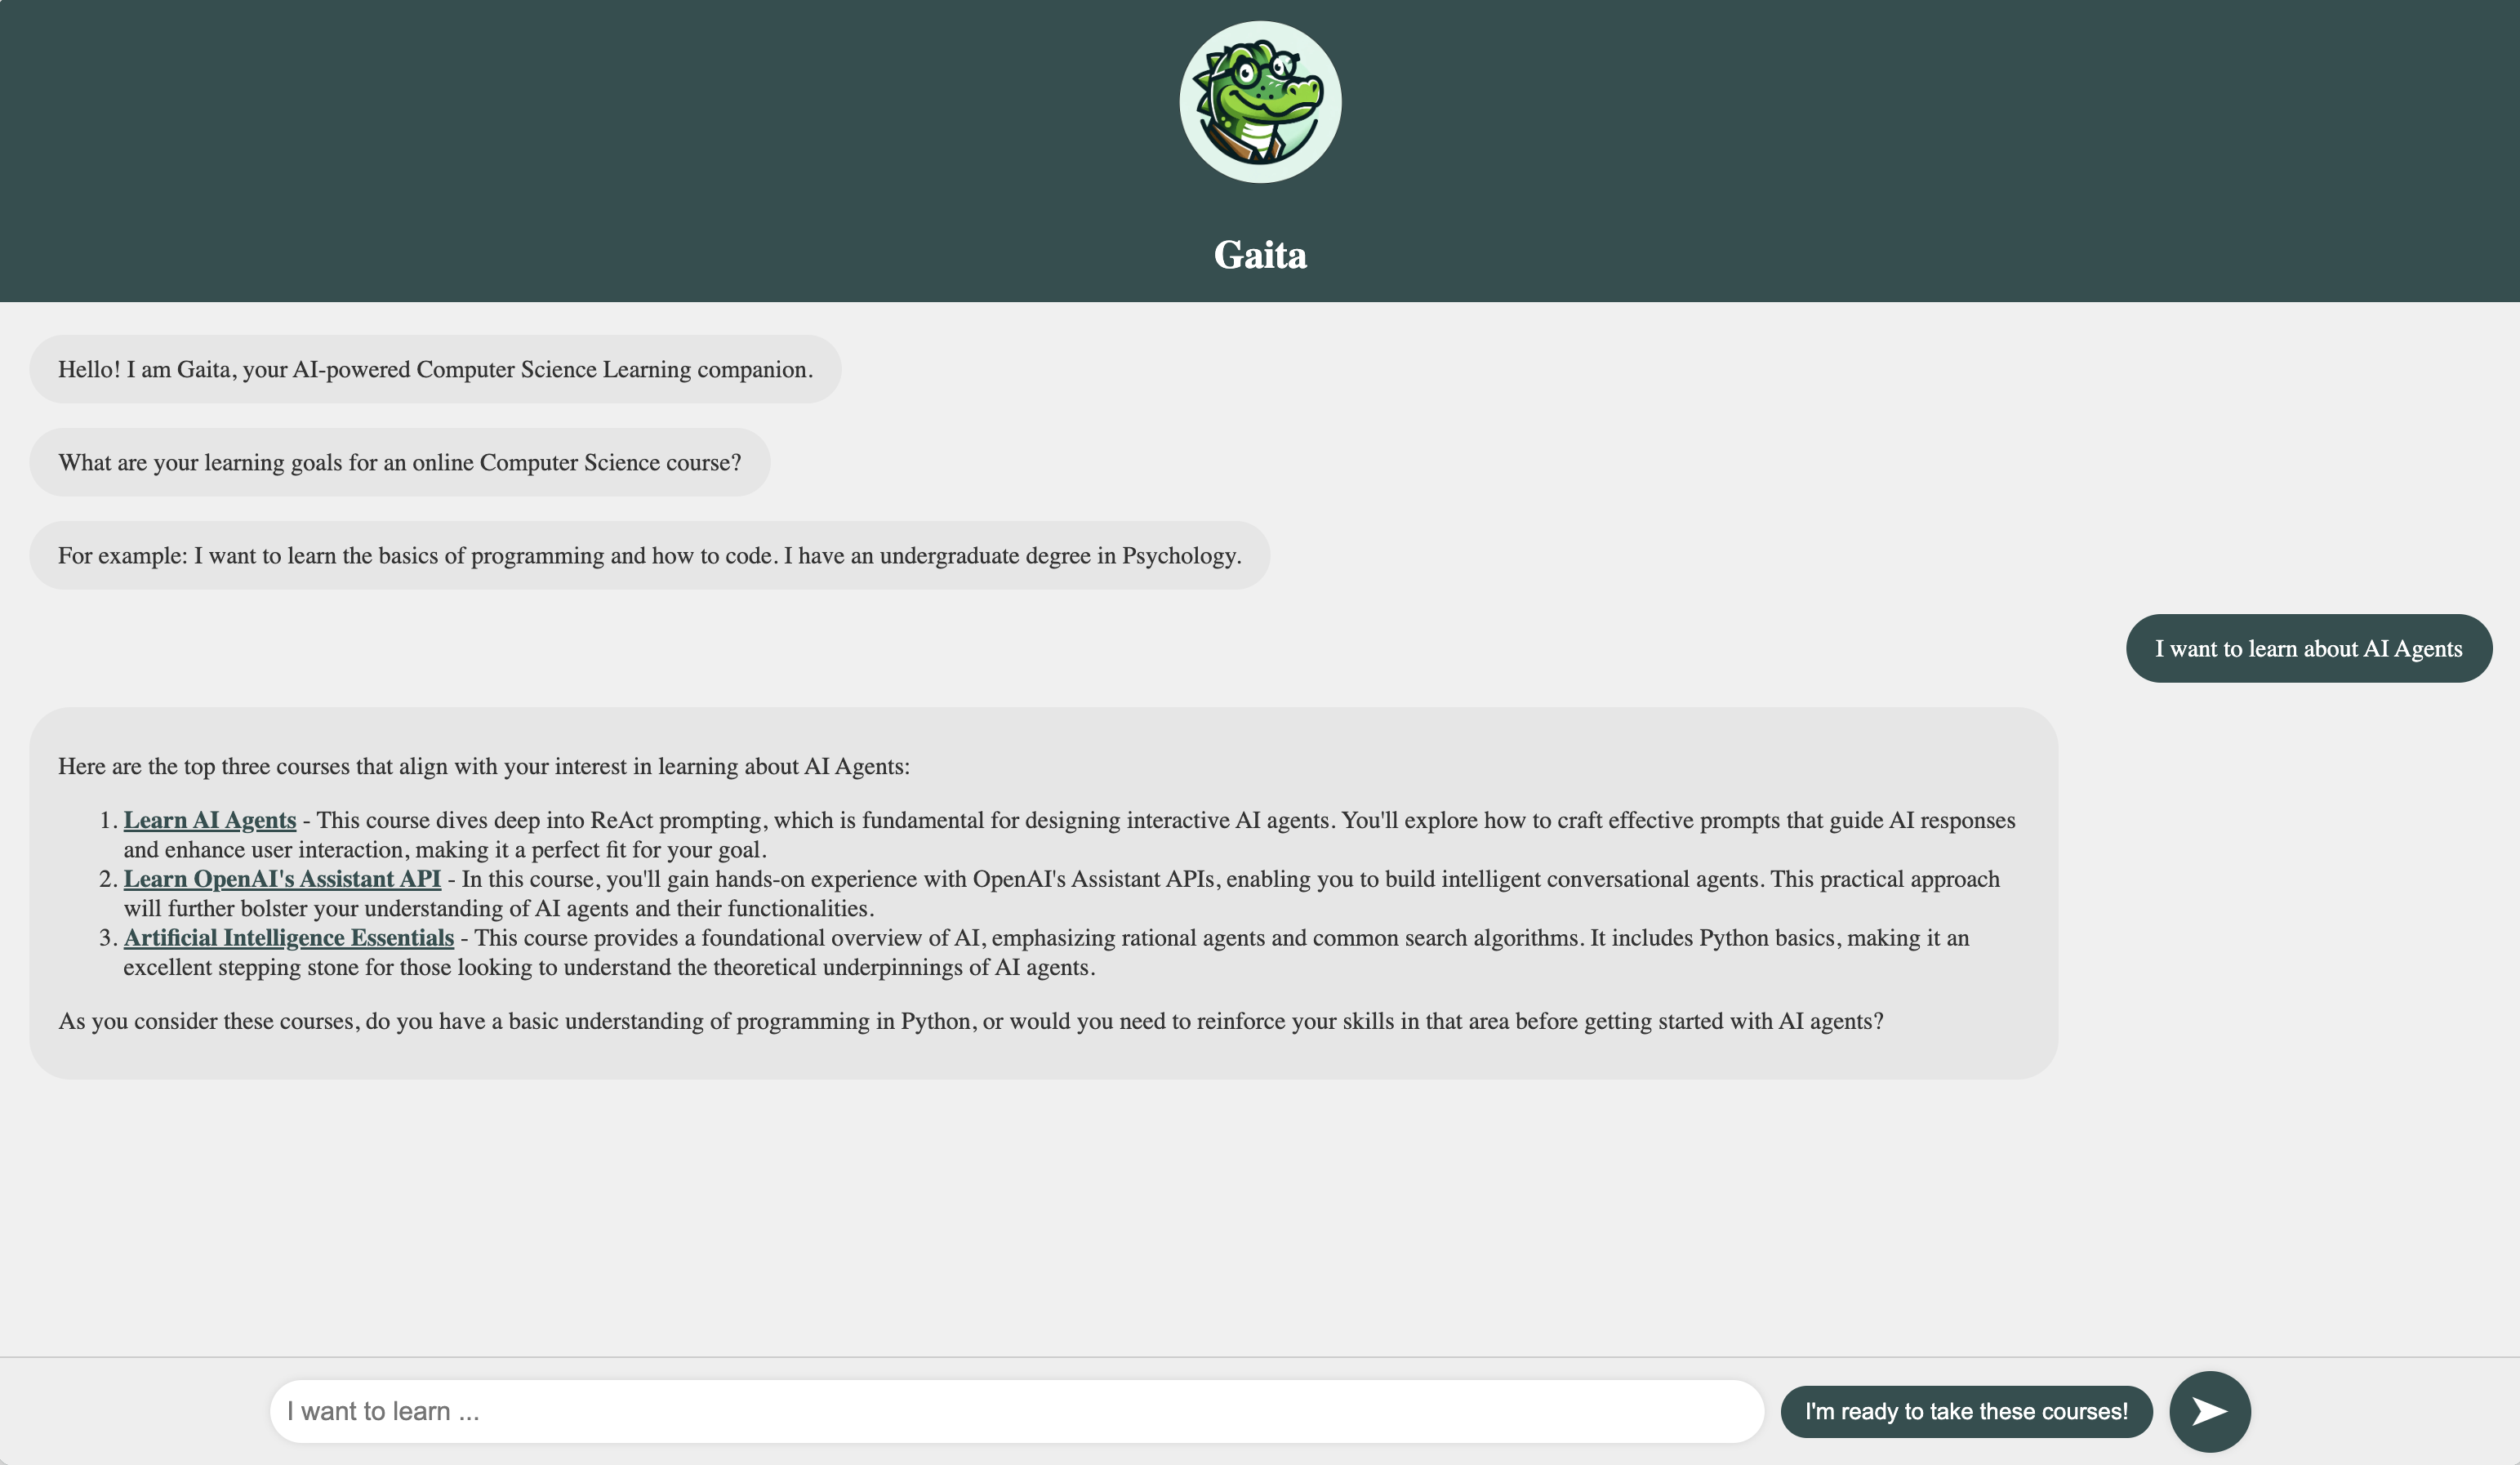 Gaita
Hello! I am Gaita, your AI-powered Computer Science Learning companion.
What are your learning goals for an online Computer Science course?
For example: I want to learn the basics of programming and how to code. I have an undergraduate degree in Psychology.
I want to learn about AI Agents
Here are the top three courses that align with your interest in learning about AI Agents:
1. Learn AI Agents - This course dives deep into ReAct prompting, which is fundamental for designing interactive AI agents. You'll explore how to craft effective prompts that guide AI responses
and enhance user interaction, making it a perfect fit for your goal.
2. Learn OpenAI's Assistant API - In this course, you'll gain hands-on experience with OpenAI's Assistant APIs, enabling you to build intelligent conversational agents. This practical approach
will further bolster your understanding of AI agents and their functionalities.
3. Artificial Intelligence Essentials - This course provides a foundational overview of AI, emphasizing rational agents and common search algorithms. It includes Python basics, making it an
excellent stepping stone for those looking to understand the theoretical underpinnings of AI agents.
As you consider these courses, do you have a basic understanding of programming in Python, or would you need to reinforce your skills in that area before getting started with AI agents?
I want to learn ...
I'm ready to take these courses!